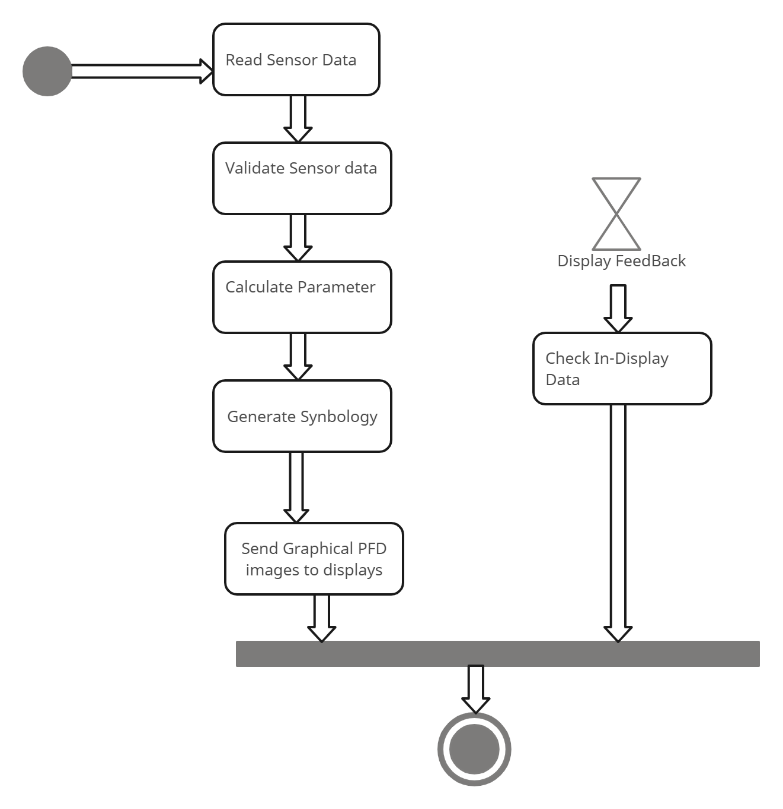 Read Sensor Data
Validate Sensor data
Calculate Parameter
Generate Synbology
Send Graphical PFD
images to displays
Display FeedBack
Check In-Display
Data